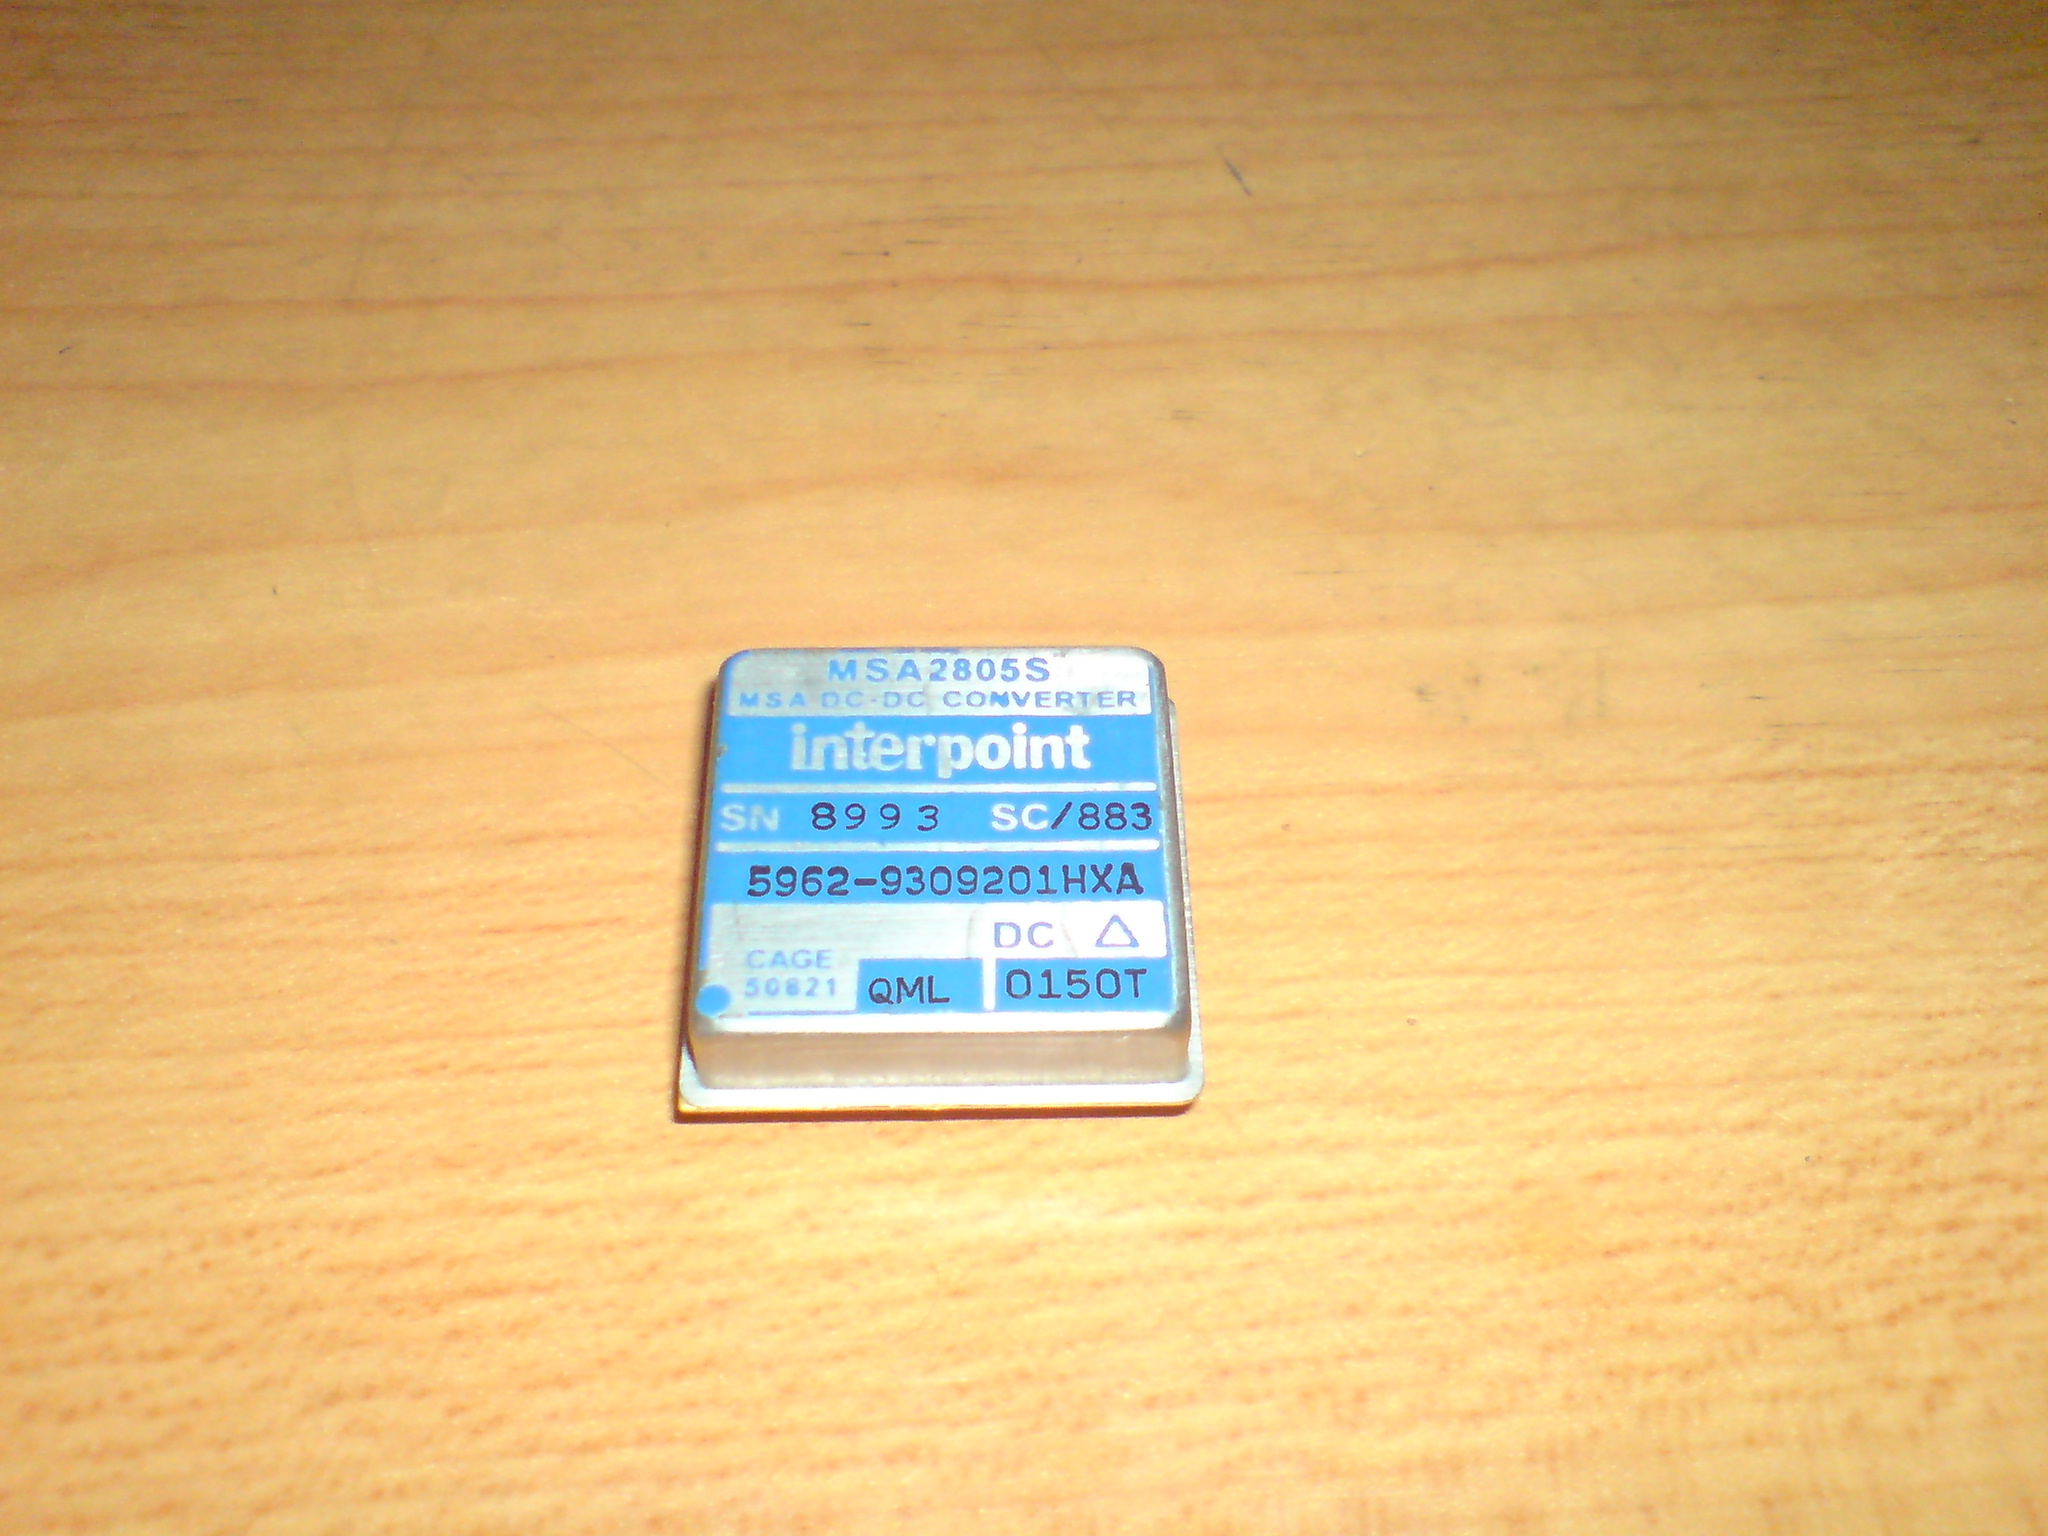 MSA2805S
MSA DC-DC CONVERTER
interpoint
SN 8993 SC/883
5962-9309201HXA
DC △
CAGE
50821 QML 0150T